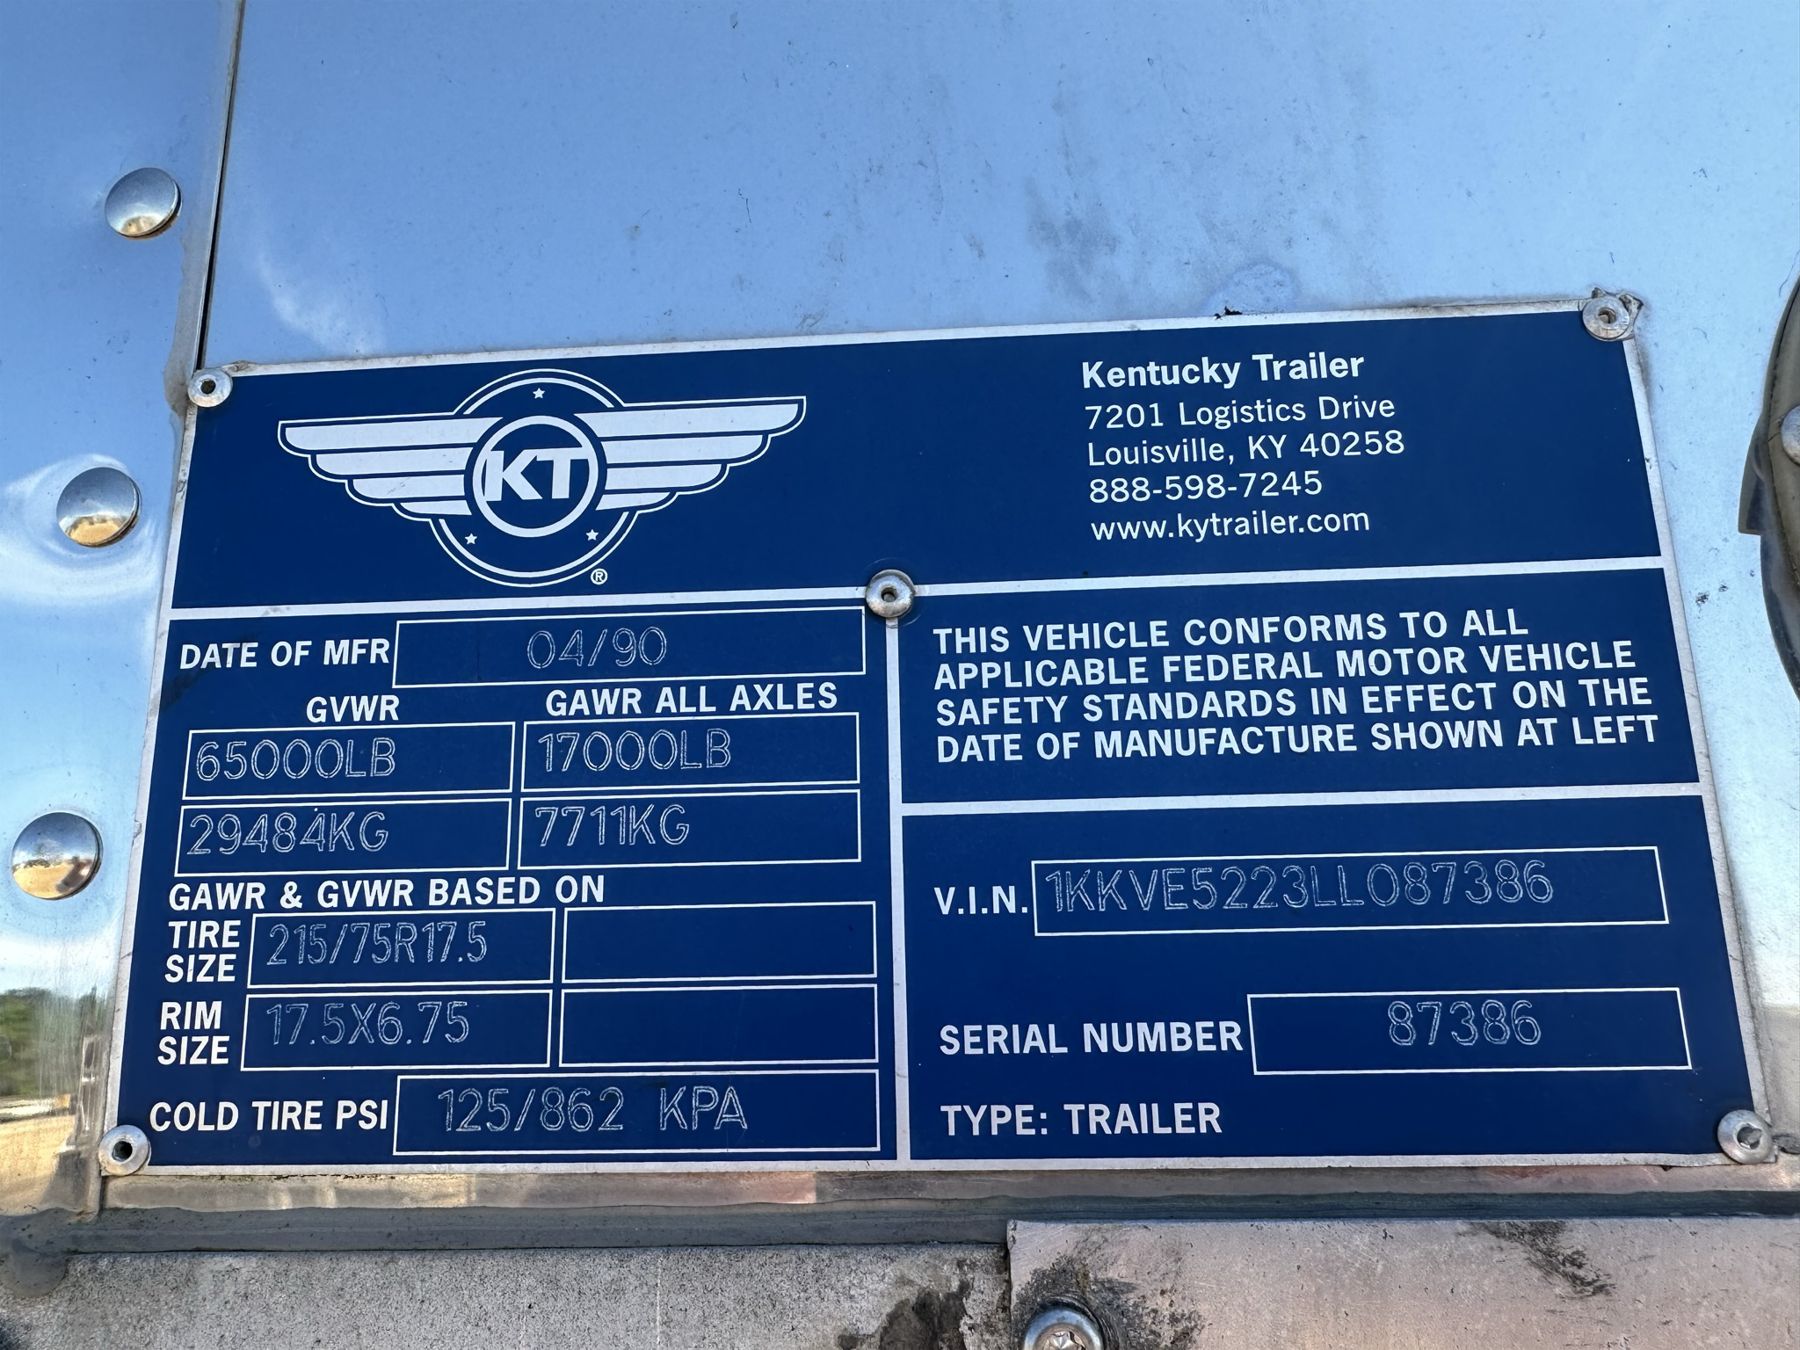 KT
®
Kentucky Trailer
7201 Logistics Drive
Louisville, KY 40258
888-598-7245
www.kytrailer.com
DATE OF MFR 04/90
GVWR GAWR ALL AXLES
65000LB 17000LB
29484KG 7711KG
GAWR & GVWR BASED ON
TIRE SIZE 215/75R17.5
RIM SIZE 17.5X6.75
COLD TIRE PSI 125/862 KPA
THIS VEHICLE CONFORMS TO ALL
APPLICABLE FEDERAL MOTOR VEHICLE
SAFETY STANDARDS IN EFFECT ON THE
DATE OF MANUFACTURE SHOWN AT LEFT
V.I.N. 1KKVE5223LL087386
SERIAL NUMBER 87386
TYPE: TRAILER